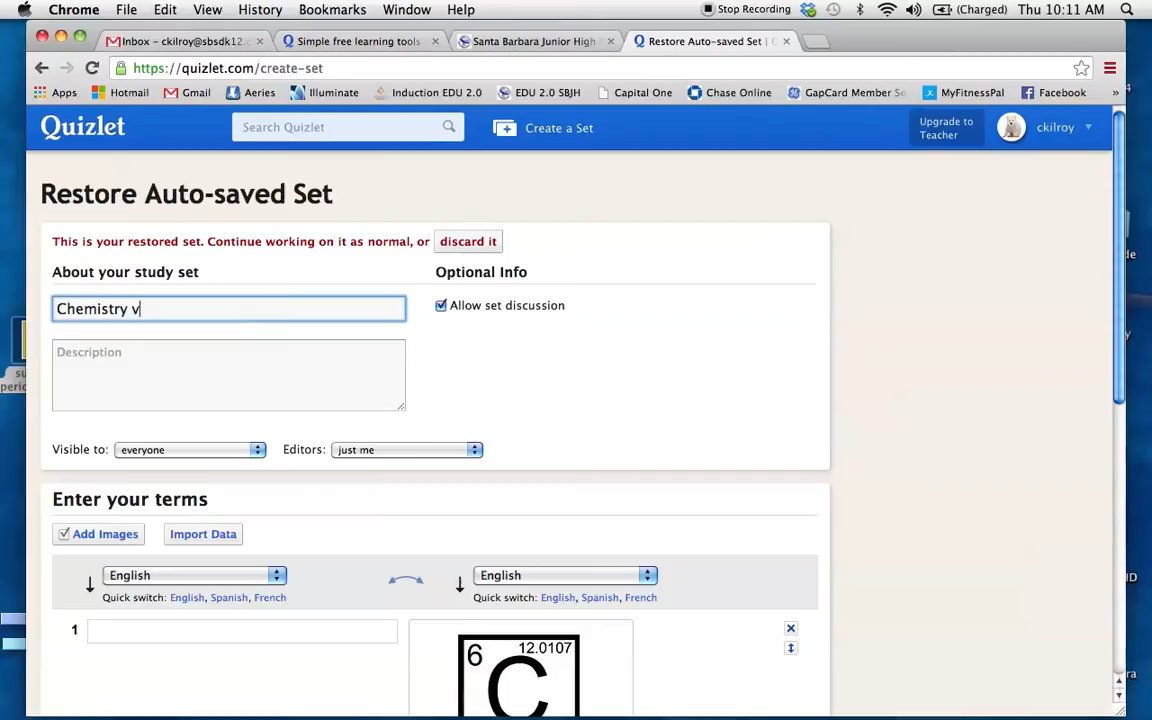 Chrome File Edit View History Bookmarks Window Help Stop Recording (Charged) Thu 10:11 AM
Inbox - ckilroy@sbsdk12.c Simple free learning tools Santa Barbara Junior High Restore Auto-saved Set | C
https://quizlet.com/create-set
Apps Hotmail Gmail Aeries Illuminate Induction EDU 2.0 EDU 2.0 SBJH Capital One Chase Online GapCard Member Se MyFitnessPal Facebook »
Quizlet Search Quizlet Create a Set Upgrade to Teacher ckilroy
Restore Auto-saved Set
This is your restored set. Continue working on it as normal, or discard it
About your study set Optional Info
Chemistry v Allow set discussion
Description
Visible to: everyone Editors: just me
Enter your terms
Add Images Import Data
English English
Quick switch: English, Spanish, French Quick switch: English, Spanish, French
1
6 12.0107
C